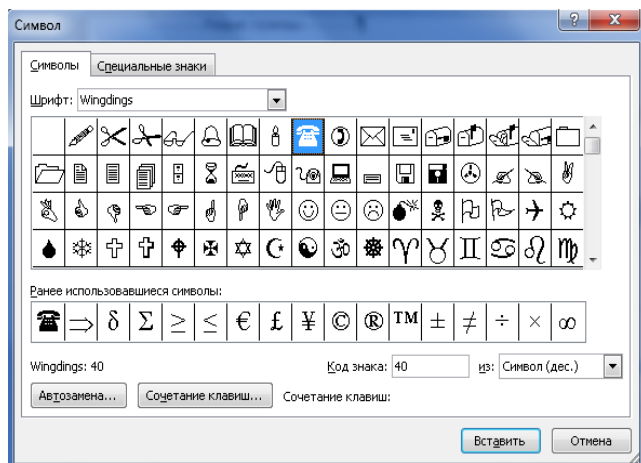 Символ
Символы Специальные знаки
Шрифт: Wingdings
Ранее использовавшиеся символы:
☎ ⇒ δ Σ ≥ ≤ € £ ¥ © ® ™ ± ≠ ÷ × ∞
Wingdings: 40 Код знака: 40 из: Символ (дес.)
Автозамена... Сочетание клавиш... Сочетание клавиш:
Вставить Отмена